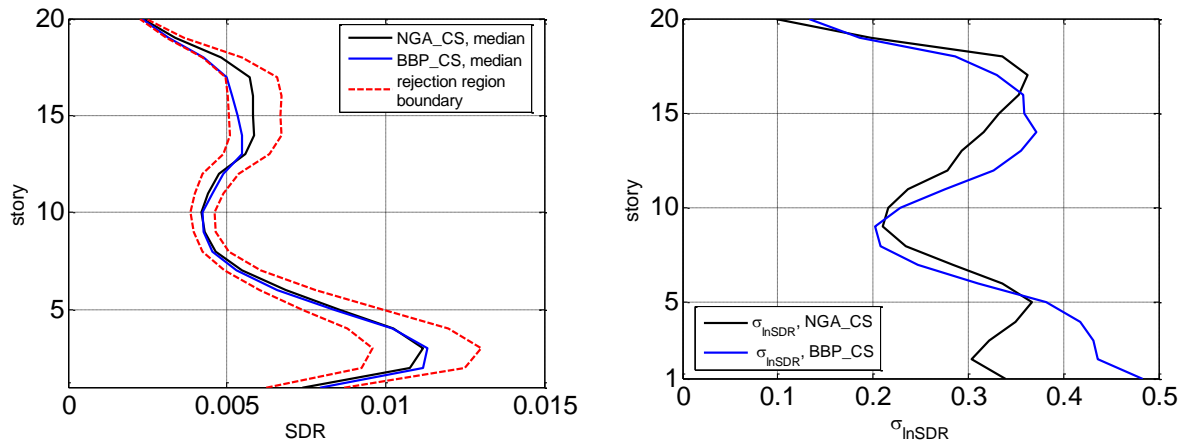 20
15
10
5
story
0
0.005
0.01
0.015
SDR
NGA_CS, median
BBP_CS, median
rejection region
boundary
20
15
10
5
1
story
0
0.1
0.2
0.3
0.4
0.5
σlnSDR
σlnSDR, NGA_CS
σlnSDR, BBP_CS